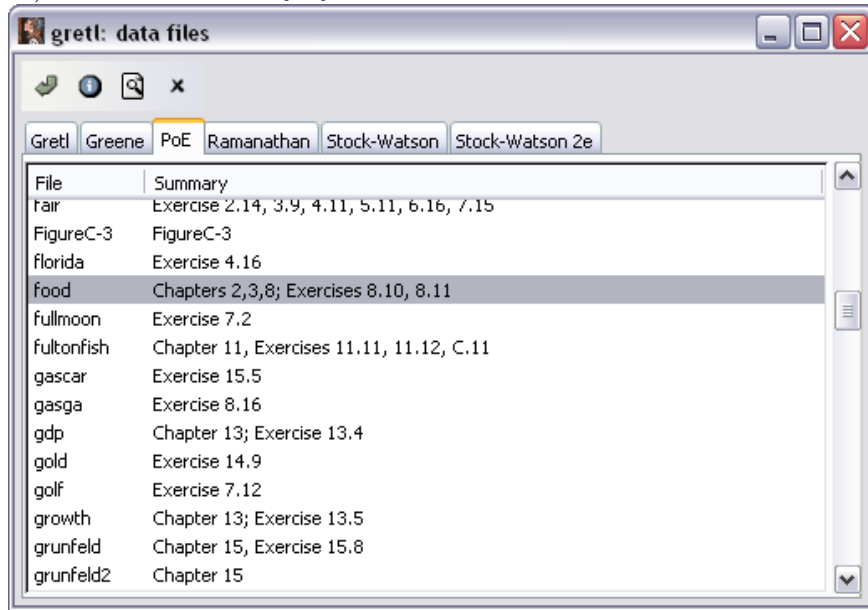 gretl: data files
Gretl Greene PoE Ramanathan Stock-Watson Stock-Watson 2e
File Summary
fair Exercise 2.14, 3.9, 4.11, 5.11, 6.16, 7.15
FigureC-3 FigureC-3
florida Exercise 4.16
food Chapters 2,3,8; Exercises 8.10, 8.11
fullmoon Exercise 7.2
fultonfish Chapter 11, Exercises 11.11, 11.12, C.11
gascar Exercise 15.5
gasga Exercise 8.16
gdp Chapter 13; Exercise 13.4
gold Exercise 14.9
golf Exercise 7.12
growth Chapter 13; Exercise 13.5
grunfeld Chapter 15, Exercise 15.8
grunfeld2 Chapter 15